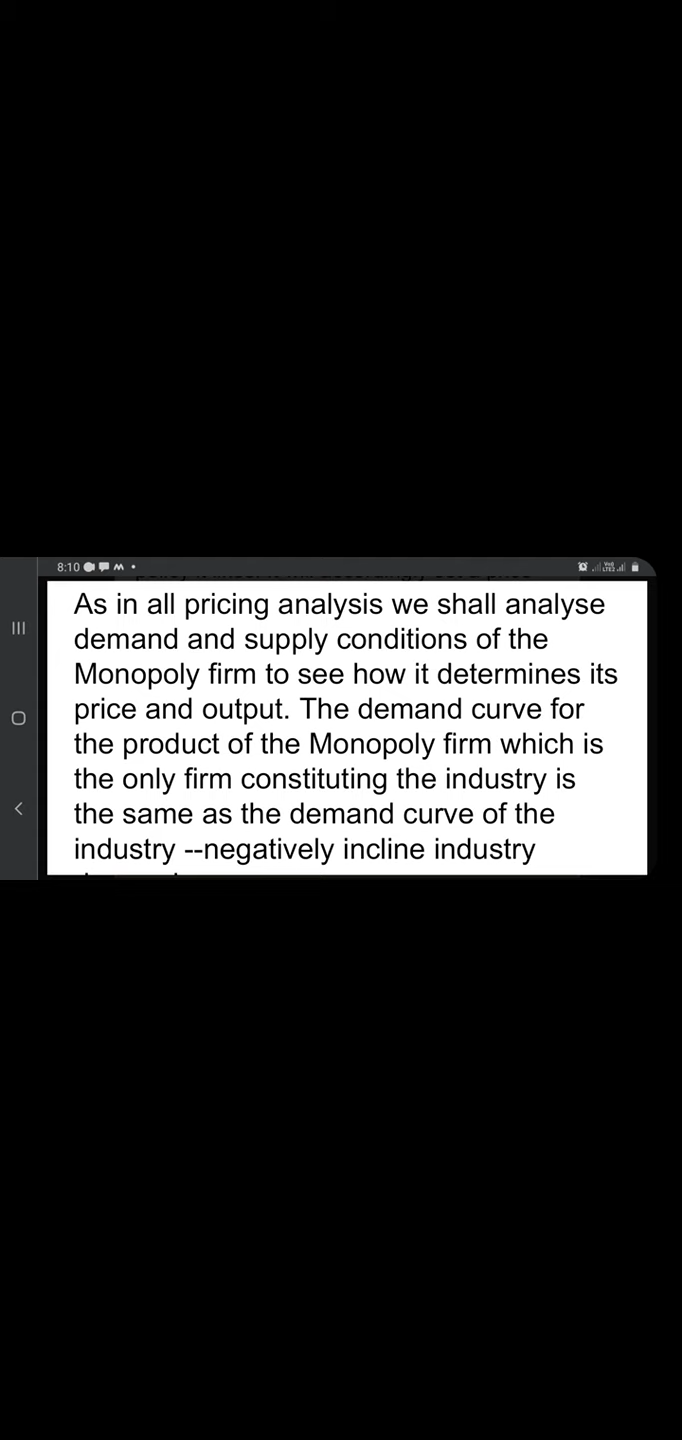 8:10
As in all pricing analysis we shall analyse
demand and supply conditions of the
Monopoly firm to see how it determines its
price and output. The demand curve for
the product of the Monopoly firm which is
the only firm constituting the industry is
the same as the demand curve of the
industry --negatively incline industry